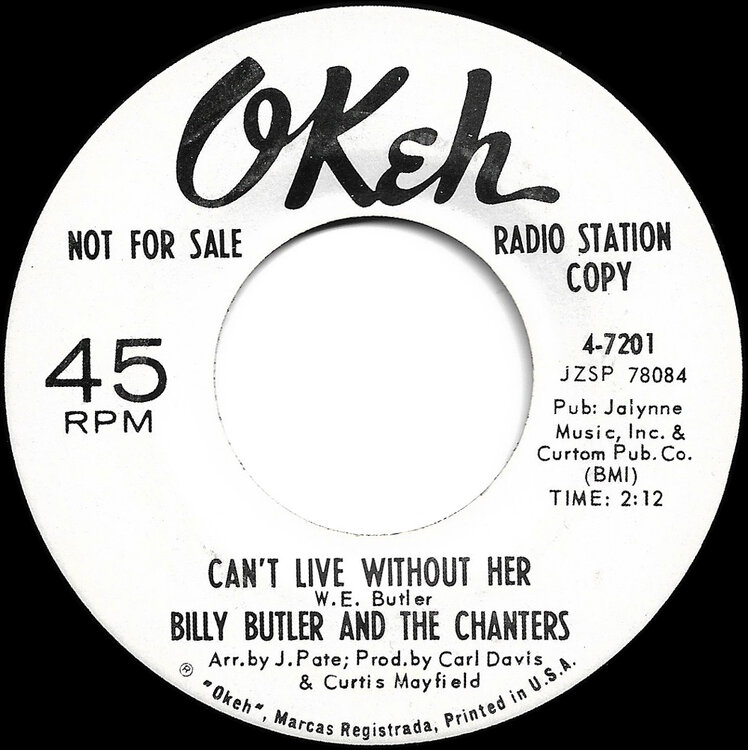 OKeh
NOT FOR SALE
RADIO STATION
COPY
45
RPM
4-7201
JZSP 78084
Pub: Jalynne
Music, Inc. &
Curtom Pub. Co.
(BMI)
TIME: 2:12
CAN'T LIVE WITHOUT HER
W. E. Butler
BILLY BUTLER AND THE CHANTERS
Arr. by J. Pate; Prod. by Carl Davis
& Curtis Mayfield
® "Okeh", Marcas Registrada, Printed in U.S.A.